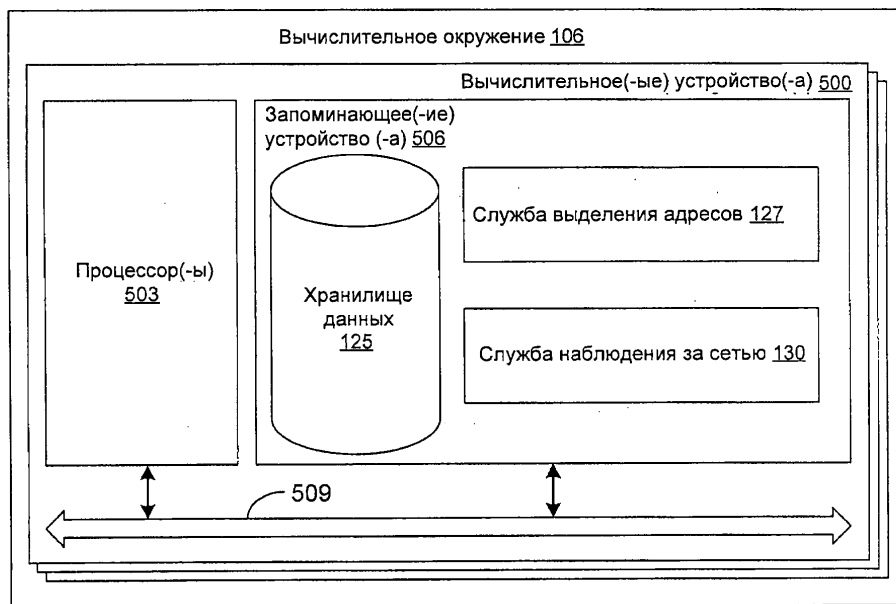 Вычислительное окружение 106
Вычислительное(-ые) устройство(-а) 500
Запоминающее(-ие)
устройство (-а) 506
Служба выделения адресов 127
Процессор(-ы)
503
Хранилище
данных
125
Служба наблюдения за сетью 130
509